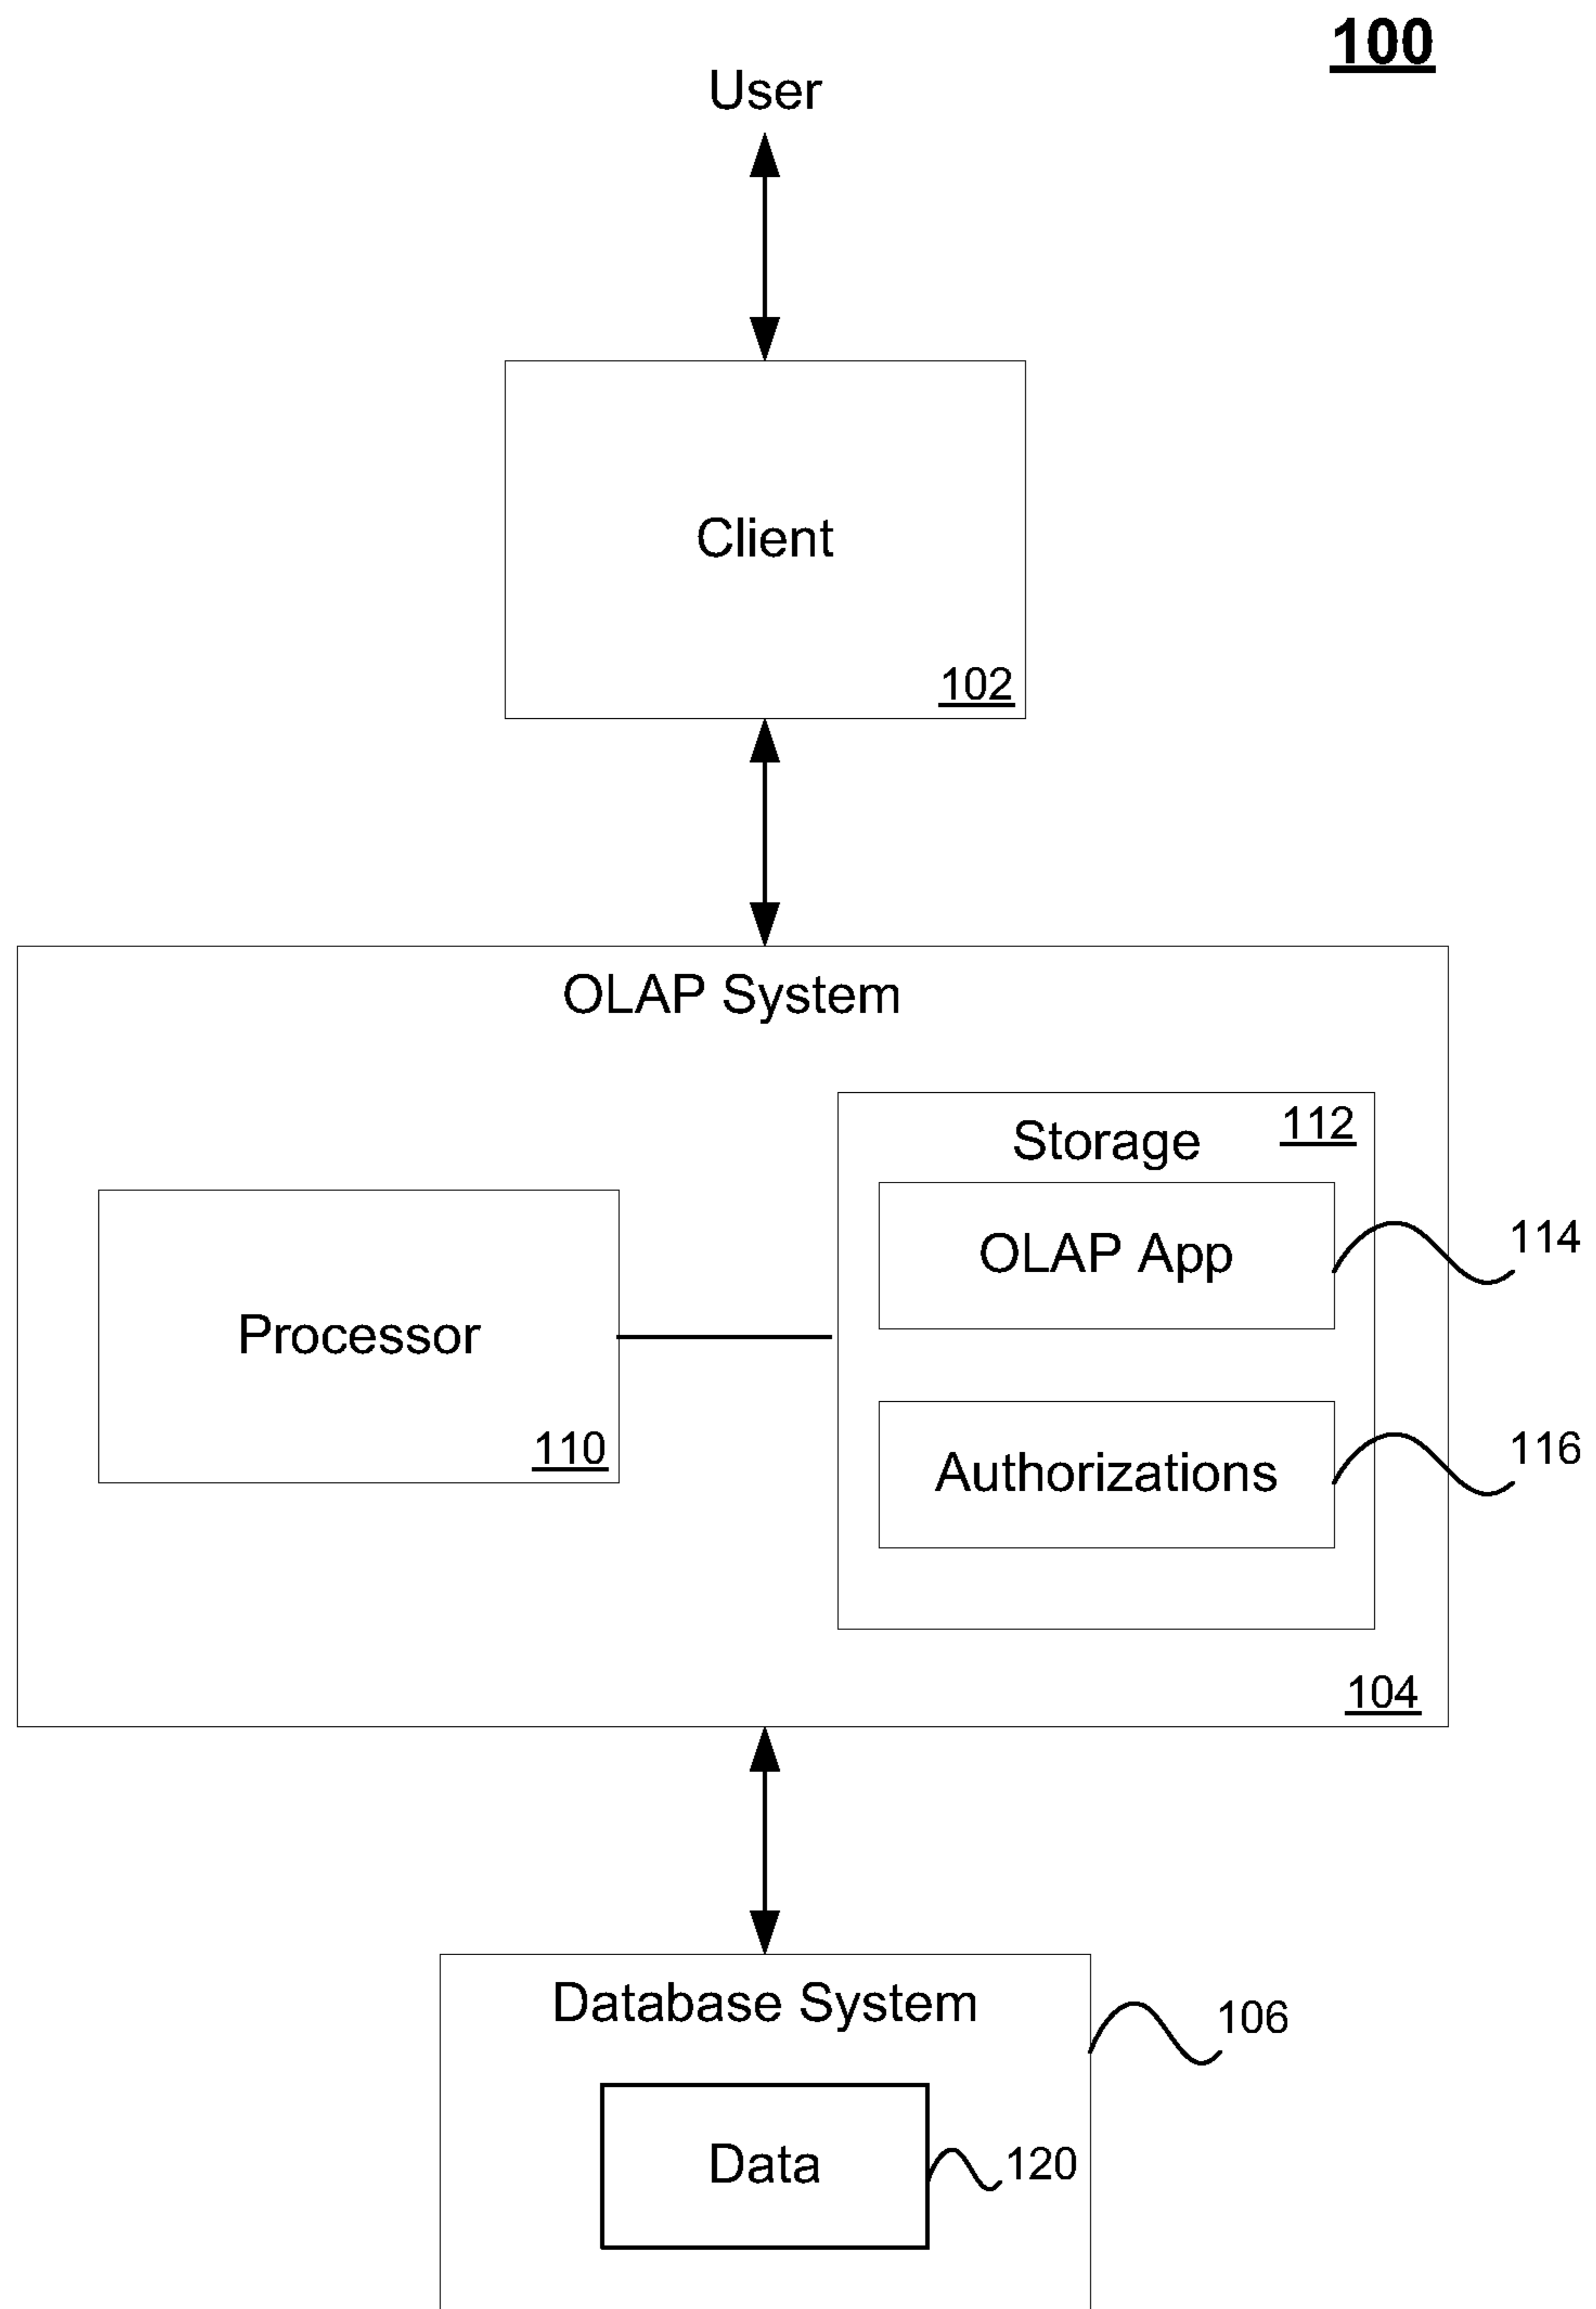 100
User
Client
102
OLAP System
Storage
112
OLAP App
114
Processor
110
Authorizations
116
104
Database System
106
Data
120